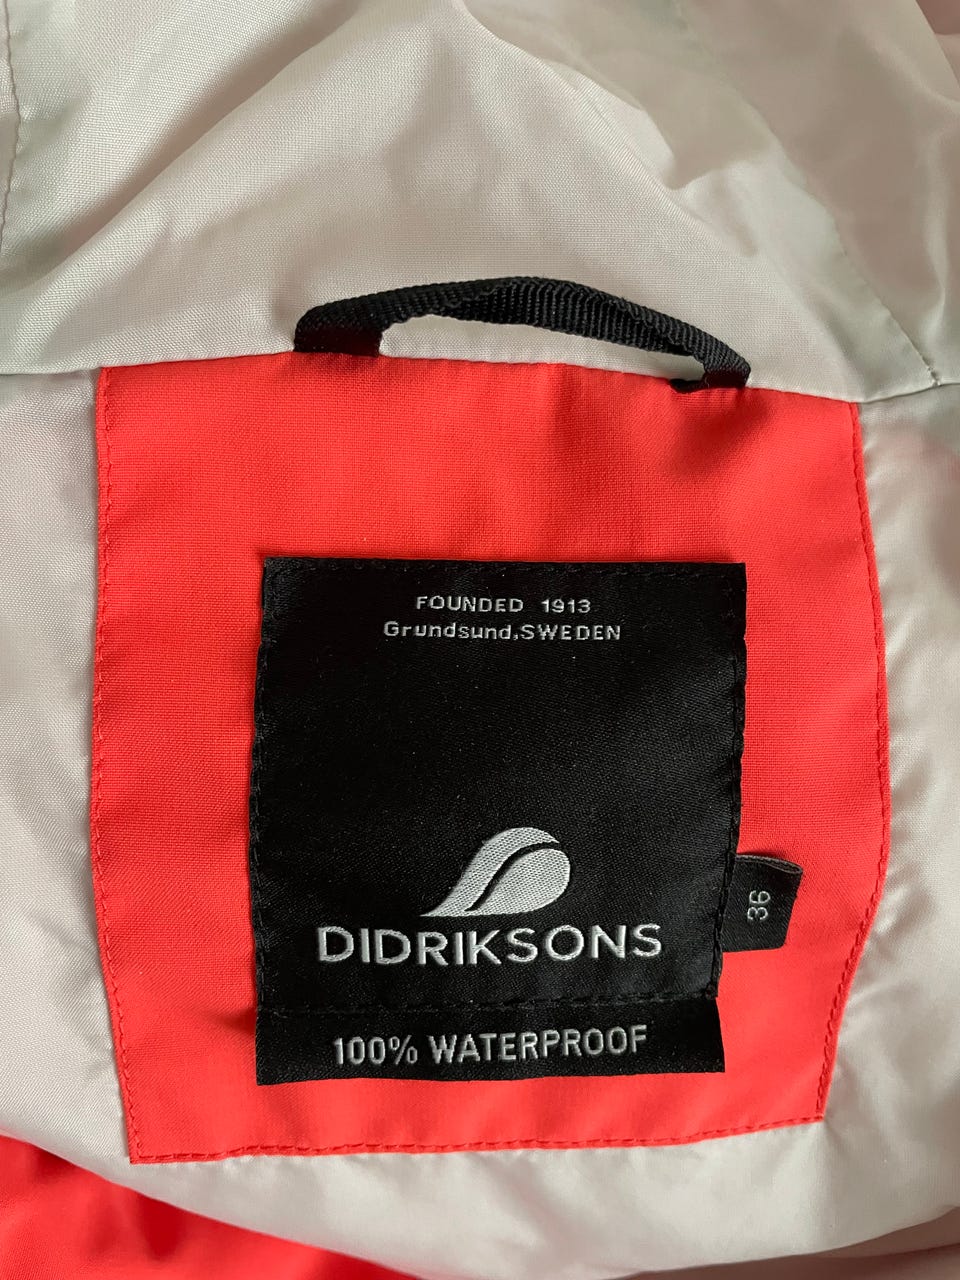 FOUNDED 1913
Grundsund,SWEDEN
DIDRIKSONS
36
100% WATERPROOF